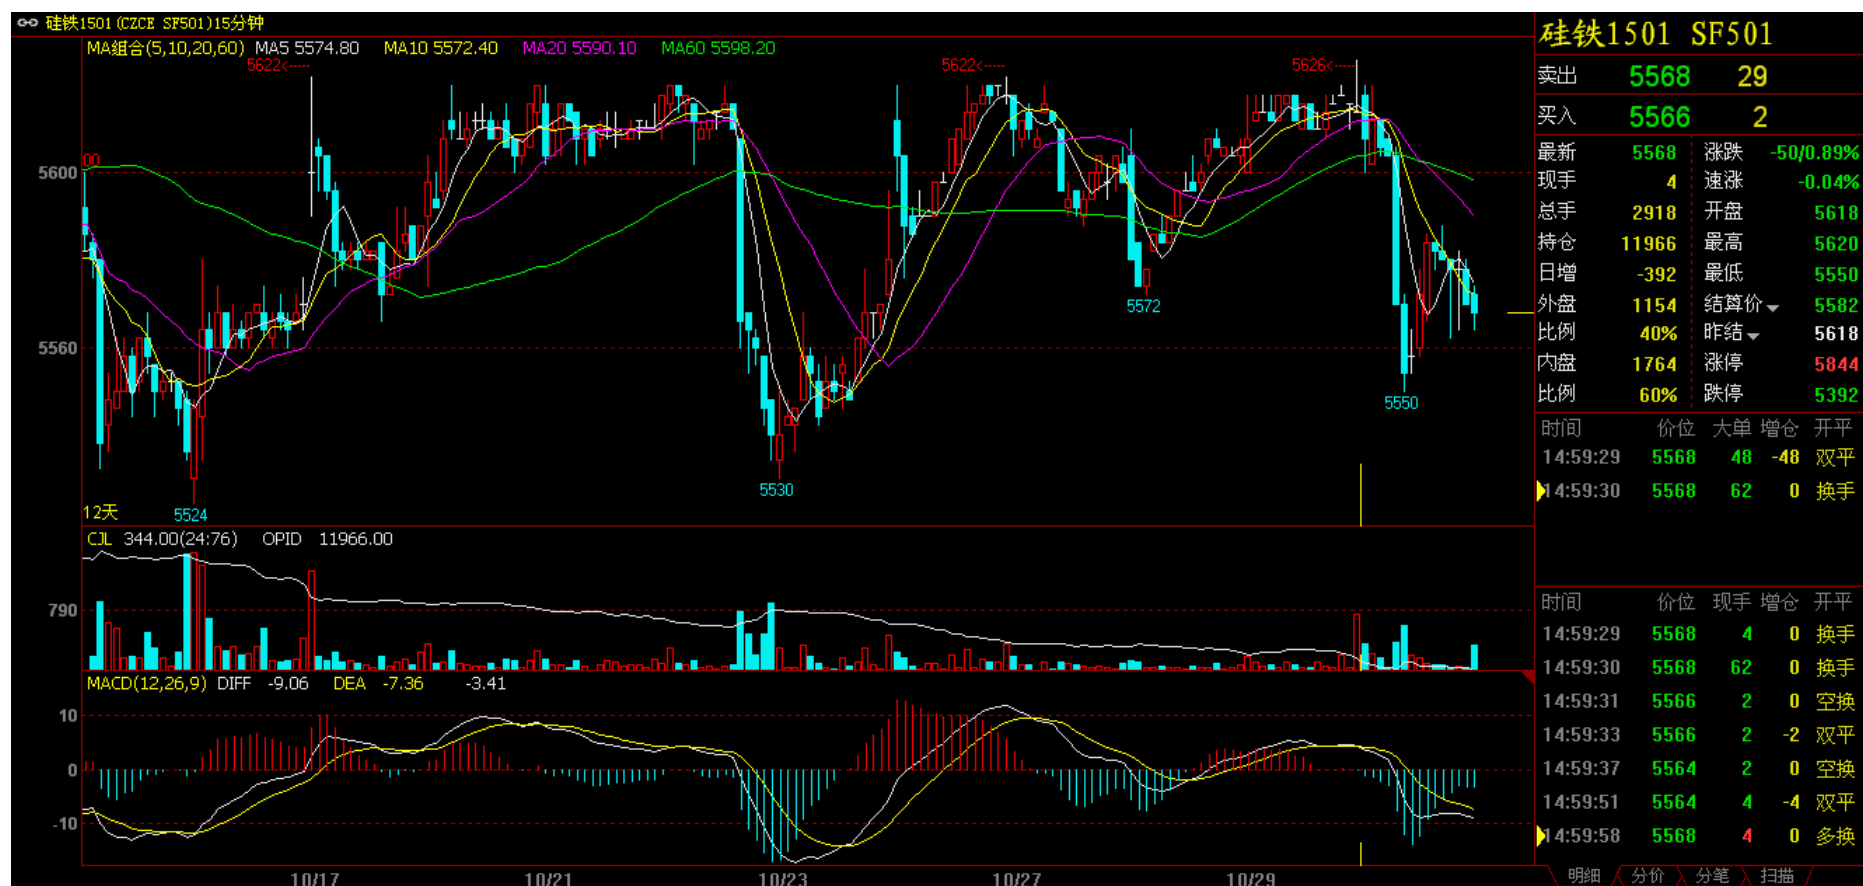 硅铁1501 (CZCE SF501)15分钟
MA组合(5,10,20,60) MA5 5574.80 MA10 5572.40 MA20 5590.10 MA60 5598.20
5622 5622 5626
00
5600
5560
5572
5550
5530
5524
12天
CJL 344.00(24:76) OPID 11966.00
790
MACD(12,26,9) DIFF -9.06 DEA -7.36 -3.41
10
0
-10
10/17 10/21 10/23 10/27 10/29
硅铁1501 SF501
卖出 5568 29
买入 5566 2
最新 5568 涨跌 -50/0.89%
现手 4 速涨 -0.04%
总手 2918 开盘 5618
持仓 11966 最高 5620
日增 -392 最低 5550
外盘 1154 结算价 5582
比例 40% 昨结 5618
内盘 1764 涨停 5844
比例 60% 跌停 5392
时间 价位 大单 增仓 开平
14:59:29 5568 48 -48 双平
14:59:30 5568 62 0 换手
时间 价位 现手 增仓 开平
14:59:29 5568 4 0 换手
14:59:30 5568 62 0 换手
14:59:31 5566 2 0 空换
14:59:33 5566 2 -2 双平
14:59:37 5564 2 0 空换
14:59:51 5564 4 -4 双平
14:59:58 5568 4 0 多换
明细 分价 分笔 扫描